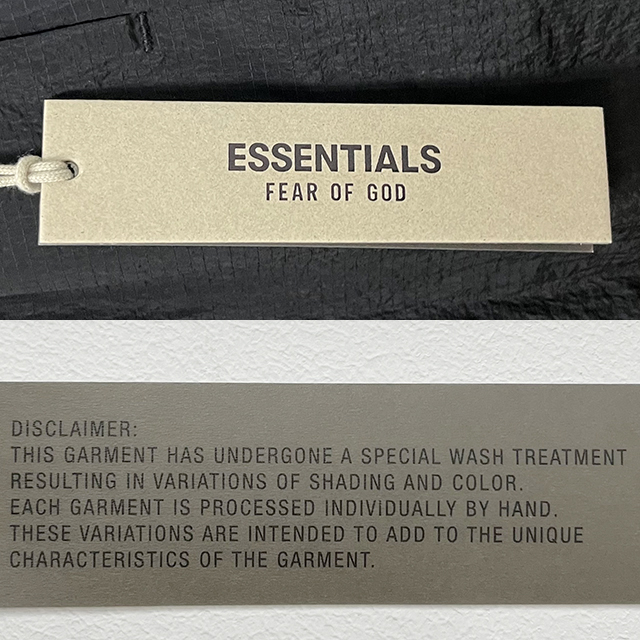 ESSENTIALS
FEAR OF GOD
DISCLAIMER:
THIS GARMENT HAS UNDERGONE A SPECIAL WASH TREATMENT
RESULTING IN VARIATIONS OF SHADING AND COLOR.
EACH GARMENT IS PROCESSED INDIVIDUALLY BY HAND.
THESE VARIATIONS ARE INTENDED TO ADD TO THE UNIQUE
CHARACTERISTICS OF THE GARMENT.